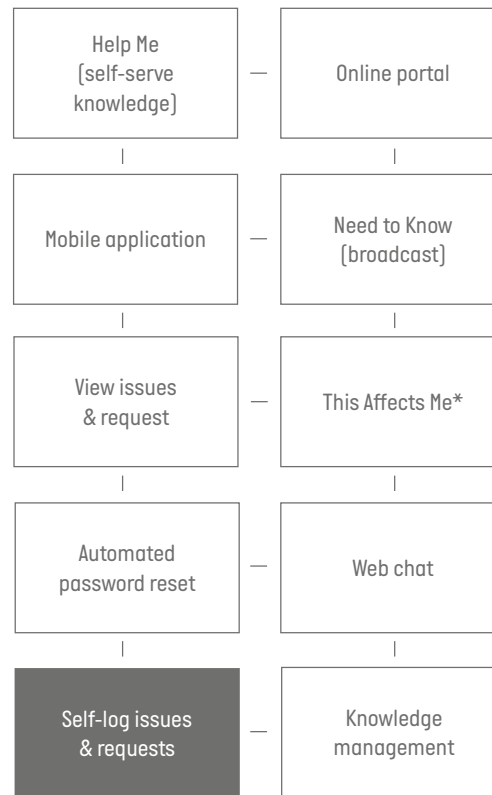 Help Me
(self-serve
knowledge)
Online portal
Mobile application
Need to Know
(broadcast)
View issues
& request
This Affects Me*
Automated
password reset
Web chat
Self-log issues
& requests
Knowledge
management